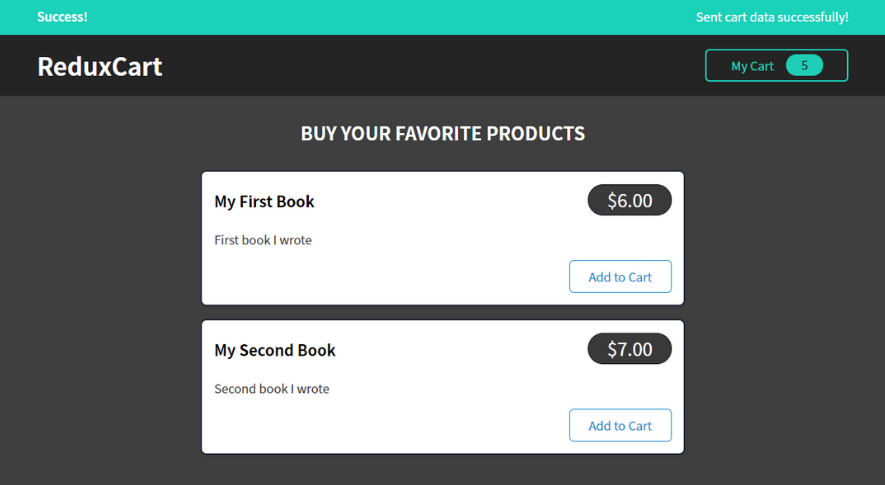 Success! Sent cart data successfully!
ReduxCart My Cart 5
BUY YOUR FAVORITE PRODUCTS
My First Book $6.00
First book I wrote
Add to Cart
My Second Book $7.00
Second book I wrote
Add to Cart